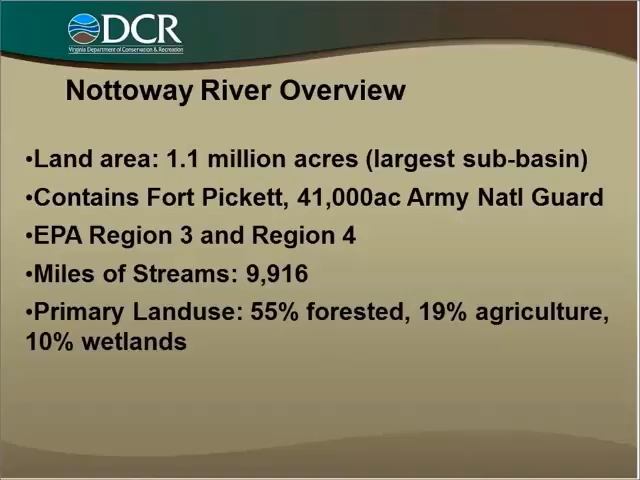 DCR
Virginia Department of Conservation & Recreation
Nottoway River Overview
•Land area: 1.1 million acres (largest sub-basin)
•Contains Fort Pickett, 41,000ac Army Natl Guard
•EPA Region 3 and Region 4
•Miles of Streams: 9,916
•Primary Landuse: 55% forested, 19% agriculture,
10% wetlands